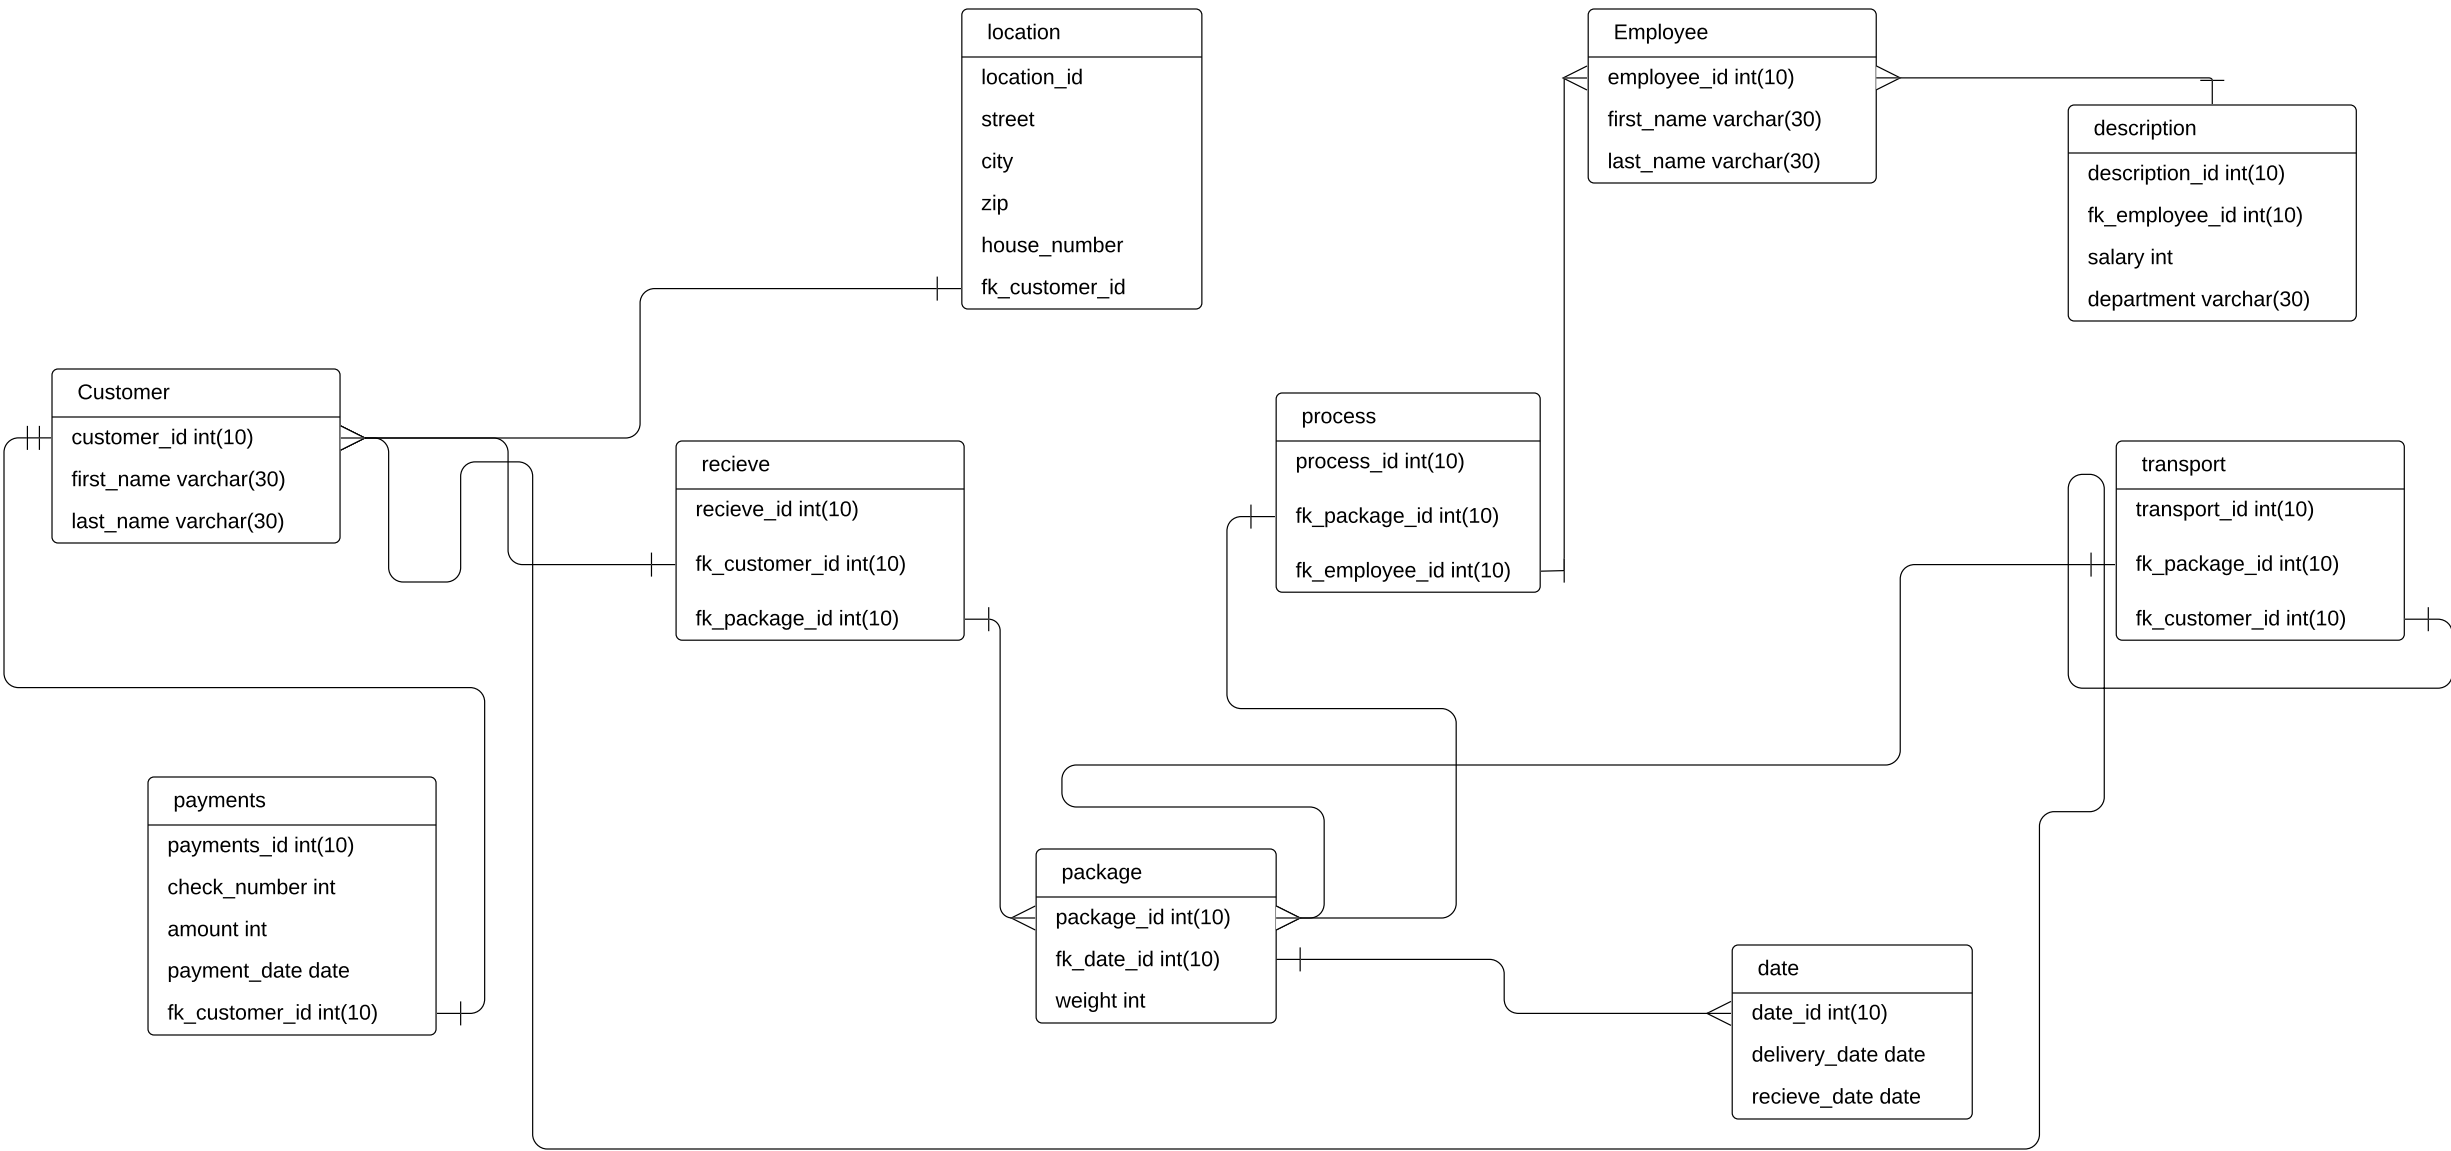 location
location_id
street
city
zip
house_number
fk_customer_id
Employee
employee_id int(10)
first_name varchar(30)
last_name varchar(30)
description
description_id int(10)
fk_employee_id int(10)
salary int
department varchar(30)
Customer
customer_id int(10)
first_name varchar(30)
last_name varchar(30)
recieve
recieve_id int(10)
fk_customer_id int(10)
fk_package_id int(10)
process
process_id int(10)
fk_package_id int(10)
fk_employee_id int(10)
transport
transport_id int(10)
fk_package_id int(10)
fk_customer_id int(10)
payments
payments_id int(10)
check_number int
amount int
payment_date date
fk_customer_id int(10)
package
package_id int(10)
fk_date_id int(10)
weight int
date
date_id int(10)
delivery_date date
recieve_date date